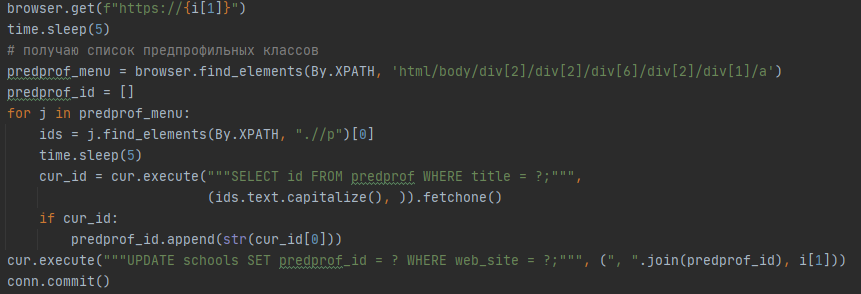 browser.get(f"https://{i[1]}")
time.sleep(5)
# получаю список предпрофильных классов
predprof_menu = browser.find_elements(By.XPATH, 'html/body/div[2]/div[2]/div[6]/div[2]/div[1]/a')
predprof_id = []
for j in predprof_menu:
    ids = j.find_elements(By.XPATH, ".//p")[0]
    time.sleep(5)
    cur_id = cur.execute("""SELECT id FROM predprof WHERE title = ?;""",
                         (ids.text.capitalize(), )).fetchone()
    if cur_id:
        predprof_id.append(str(cur_id[0]))
cur.execute("""UPDATE schools SET predprof_id = ? WHERE web_site = ?;""", (", ".join(predprof_id), i[1]))
conn.commit()